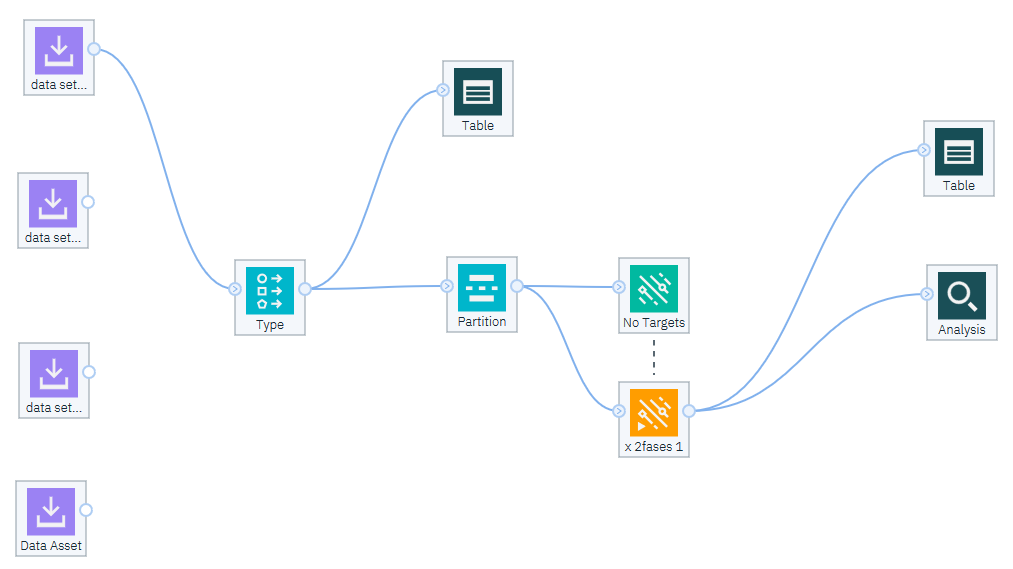 data set...
Table
Table
data set...
Type
Partition
No Targets
Analysis
data set...
x 2fases 1
Data Asset